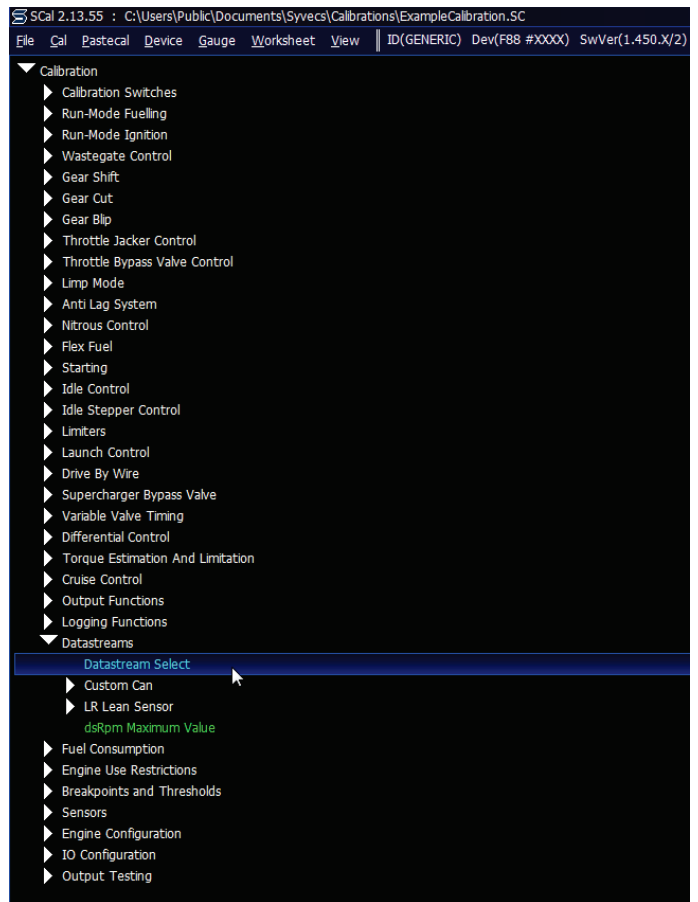 SCal 2.13.55 : C:\Users\Public\Documents\SVvecs\Calibrations\ExampleCalibration.SC
File Cal Pastecal Device Gauge Worksheet View ID(GENERIC) Dev(F88 #XXXX) SwVer(1.450.X/2)
Calibration
Calibration Switches
Run-Mode Fuelling
Run-Mode Ignition
Wastegate Control
Gear Shift
Gear Cut
Gear Blip
Throttle Jacker Control
Throttle Bypass Valve Control
Limp Mode
Anti Lag System
Nitrous Control
Flex Fuel
Starting
Idle Control
Idle Stepper Control
Limiters
Launch Control
Drive By Wire
Supercharger Bypass Valve
Variable Valve Timing
Differential Control
Torque Estimation And Limitation
Cruise Control
Output Functions
Logging Functions
Datastreams
Datastream Select
Custom Can
LR Lean Sensor
dsRpm Maximum Value
Fuel Consumption
Engine Use Restrictions
Breakpoints and Thresholds
Sensors
Engine Configuration
IO Configuration
Output Testing